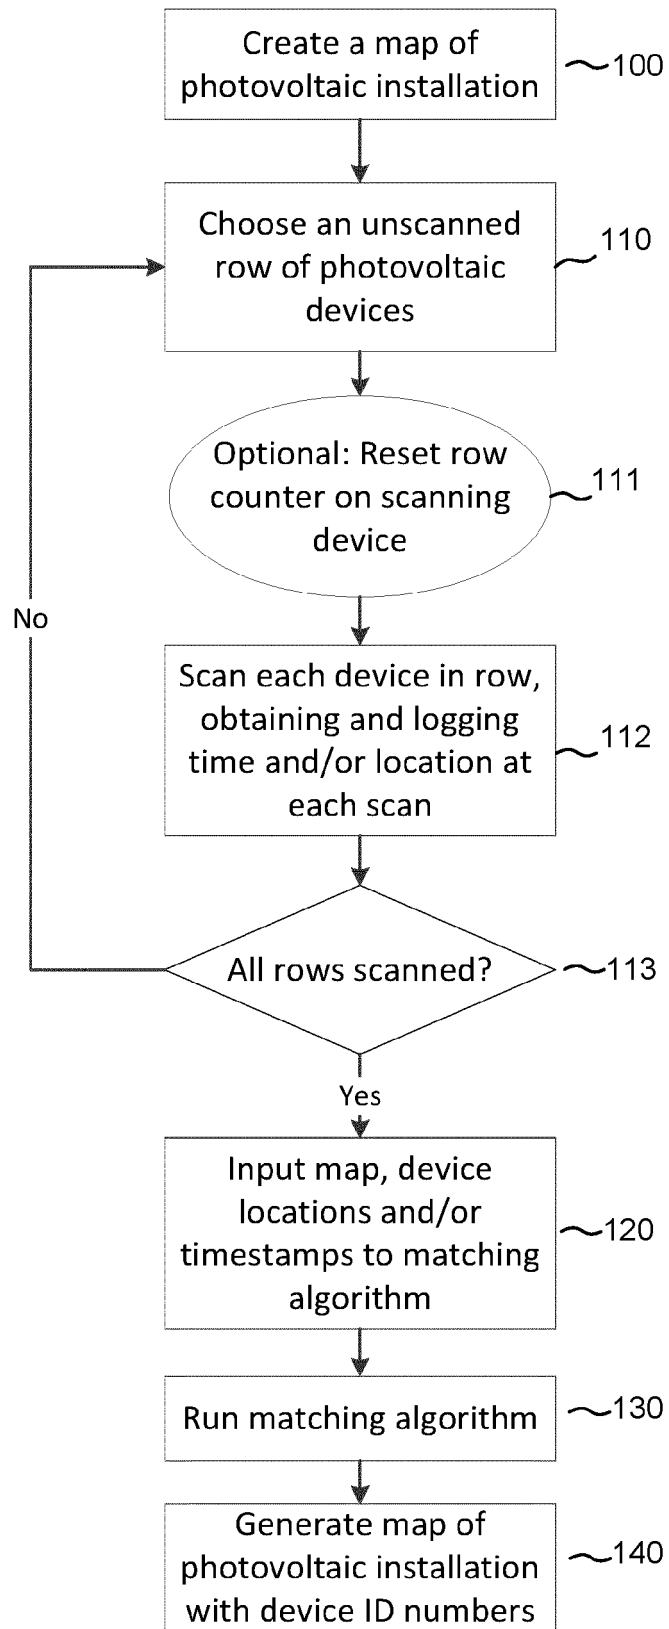 Create a map of
photovoltaic installation
100
Choose an unscanned
row of photovoltaic
devices
110
Optional: Reset row
counter on scanning
device
111
No
Scan each device in row,
obtaining and logging
time and/or location at
each scan
112
All rows scanned?
113
Yes
Input map, device
locations and/or
timestamps to matching
algorithm
120
Run matching algorithm
130
Generate map of
photovoltaic installation
with device ID numbers
140